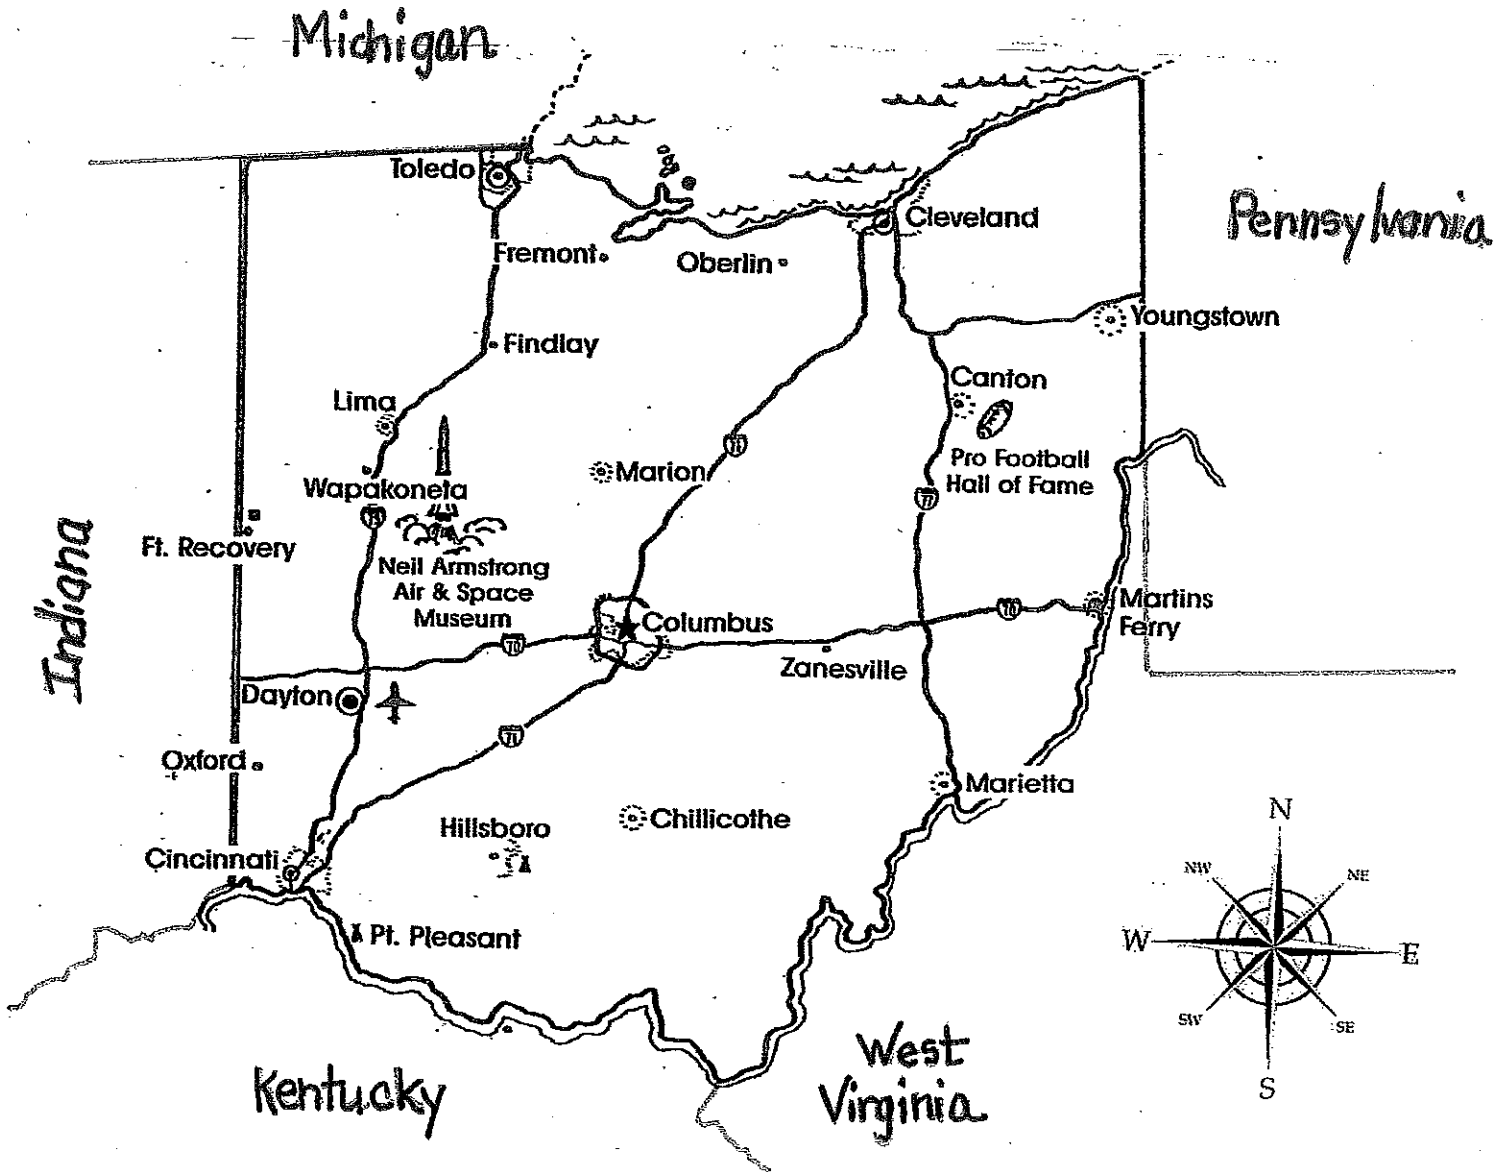 Michigan
Toledo
Cleveland
Pennsylvania
Fremont
Oberlin
Youngstown
Findlay
Canton
Lima
71
Marion
Pro Football
Hall of Fame
Wapakoneta
77
75
Indiana
Ft. Recovery
Neil Armstrong
Air & Space
Museum
Columbus
70
Martins
Ferry
70
Zanesville
Dayton
71
Oxford
Marietta
Chillicothe
Hillsboro
Cincinnati
Pt. Pleasant
N
NW
NE
W
E
SW
SE
S
West
Virginia
Kentucky